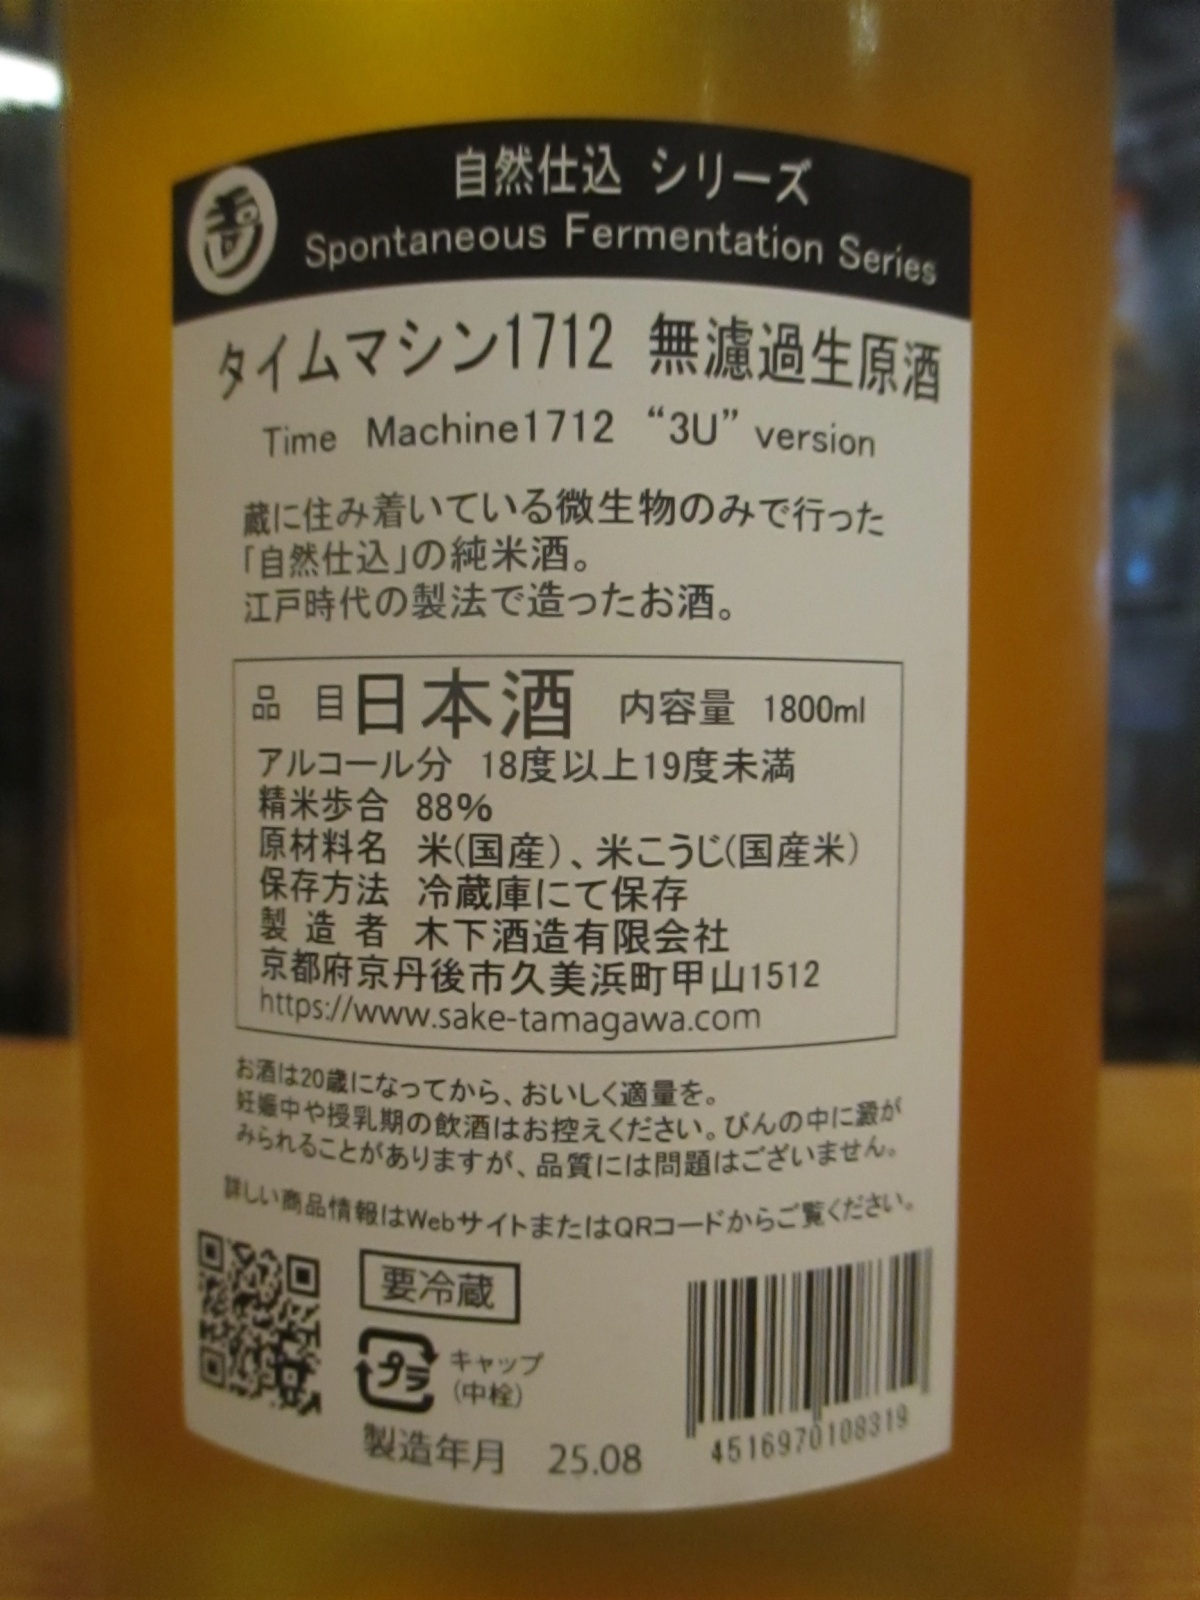 自然仕込 シリーズ
Spontaneous Fermentation Series
タイムマシン1712 無濾過生原酒
Time Machine1712 “3U” version
蔵に住み着いている微生物のみで行った
「自然仕込」の純米酒。
江戸時代の製法で造ったお酒。
品 目 日本酒 内容量 1800ml
アルコール分 18度以上19度未満
精米歩合 88%
原材料名 米(国産)、米こうじ(国産米)
保存方法 冷蔵庫にて保存
製 造 者 木下酒造有限会社
京都府京丹後市久美浜町甲山1512
https://www.sake-tamagawa.com
お酒は20歳になってから、おいしく適量を。
妊娠中や授乳期の飲酒はお控えください。びんの中に澱が
みられることがありますが、品質には問題はございません。
詳しい商品情報はWebサイトまたはQRコードからご覧ください。
要冷蔵
プラ
キャップ
(中栓)
製造年月 25.08
4516970108319